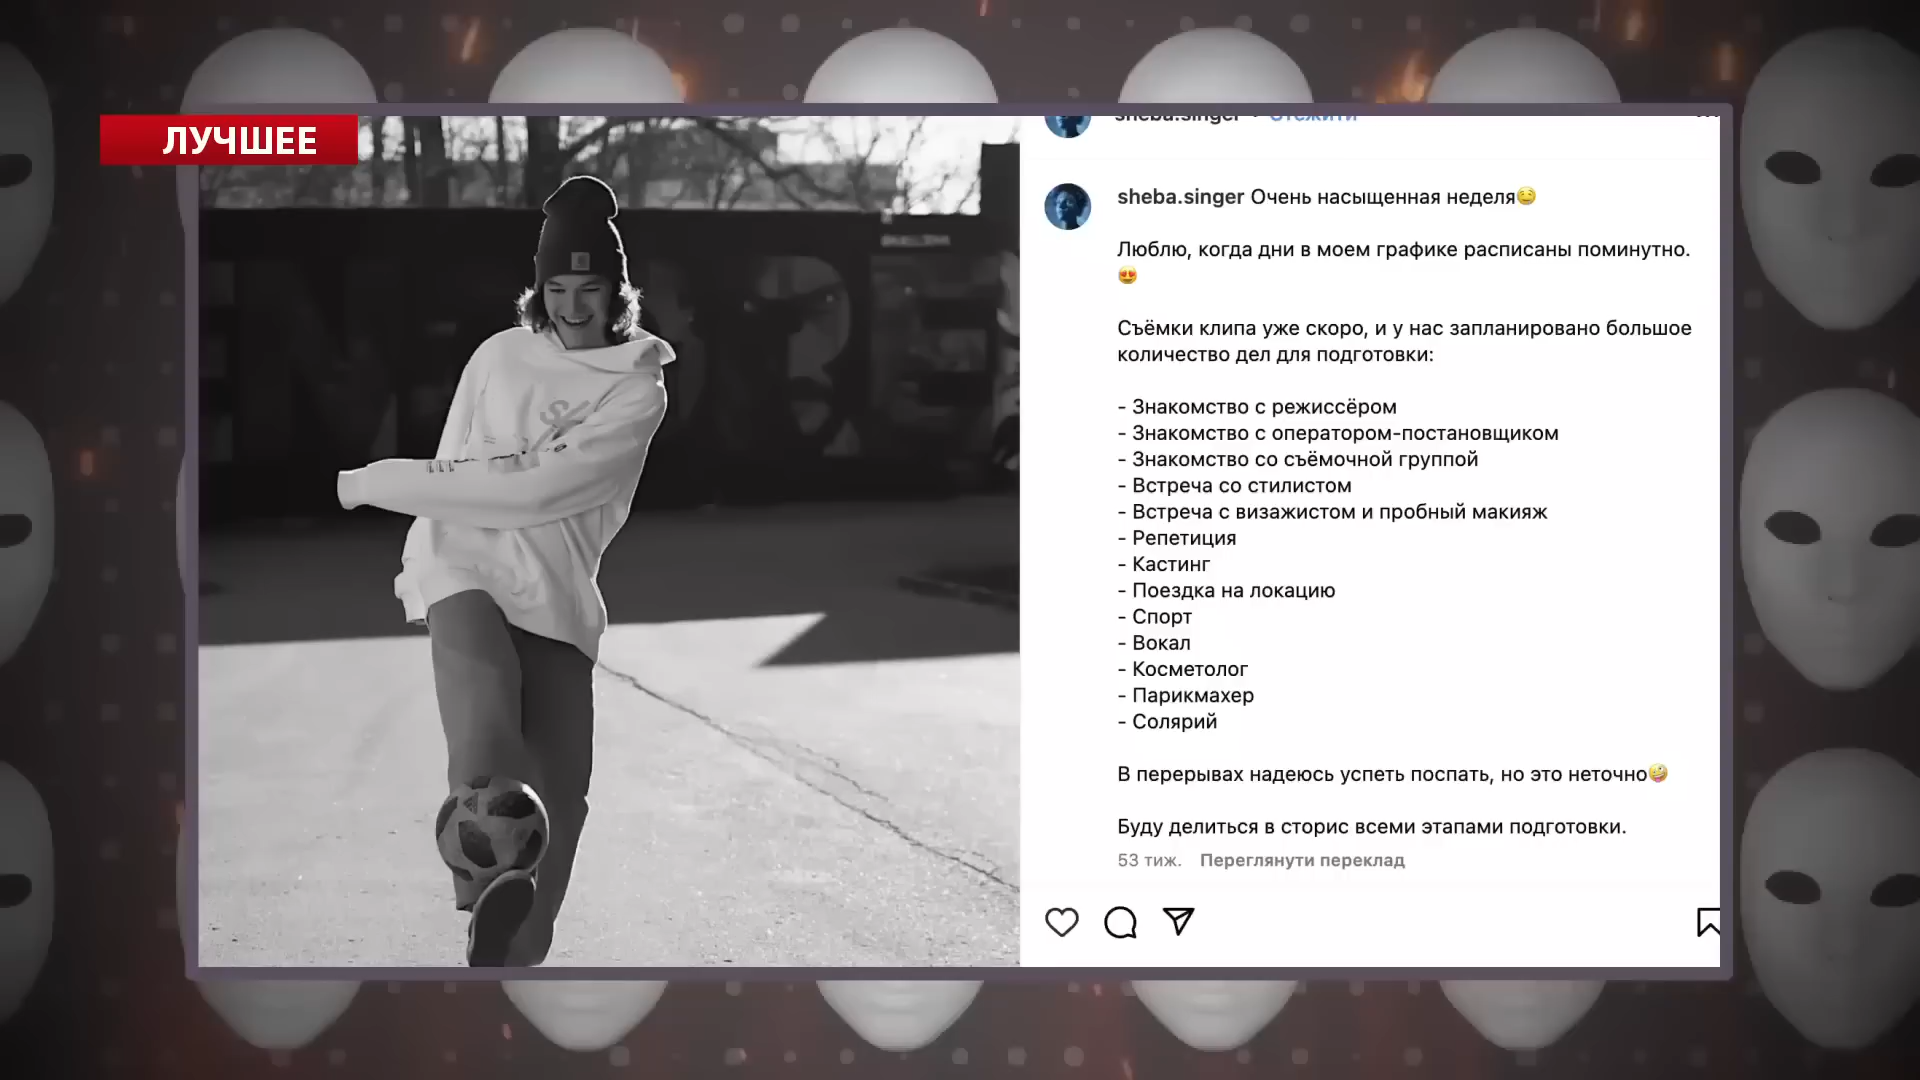 ЛУЧШЕЕ
sheba.singer • Стежити
sheba.singer Очень насыщенная неделя😏
Люблю, когда дни в моем графике расписаны поминутно.
😍
Съёмки клипа уже скоро, и у нас запланировано большое
количество дел для подготовки:
- Знакомство с режиссёром
- Знакомство с оператором-постановщиком
- Знакомство со съёмочной группой
- Встреча со стилистом
- Встреча с визажистом и пробный макияж
- Репетиция
- Кастинг
- Поездка на локацию
- Спорт
- Вокал
- Косметолог
- Парикмахер
- Солярий
В перерывах надеюсь успеть поспать, но это неточно🤪
Буду делиться в сторис всеми этапами подготовки.
53 тиж. Переглянути переклад